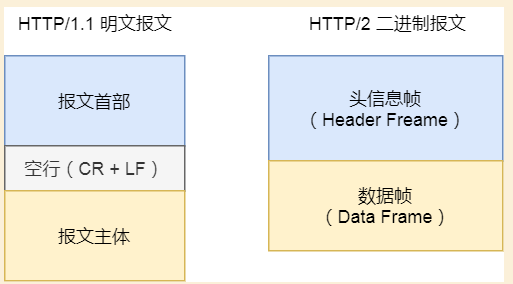 HTTP/1.1 明文报文
HTTP/2 二进制报文
报文首部
空行（CR + LF）
报文主体
头信息帧
（Header Freame）
数据帧
（Data Frame）